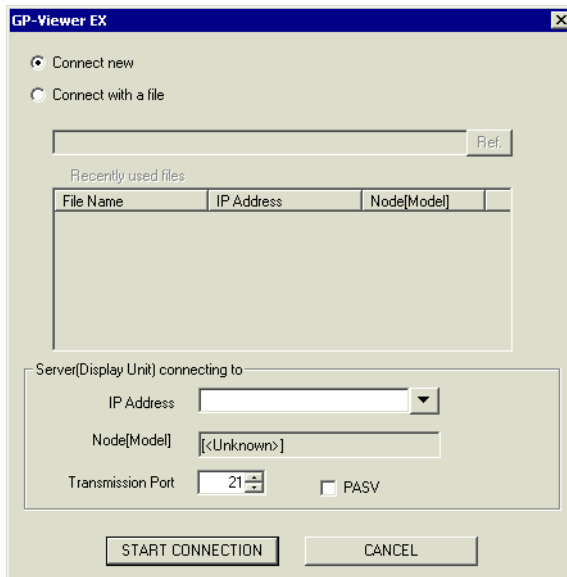 GP-Viewer EX
Connect new
Connect with a file
Ref.
Recently used files
File Name IP Address Node[Model]
Server(Display Unit) connecting to
IP Address
Node[Model] [<Unknown>]
Transmission Port 21 PASV
START CONNECTION CANCEL